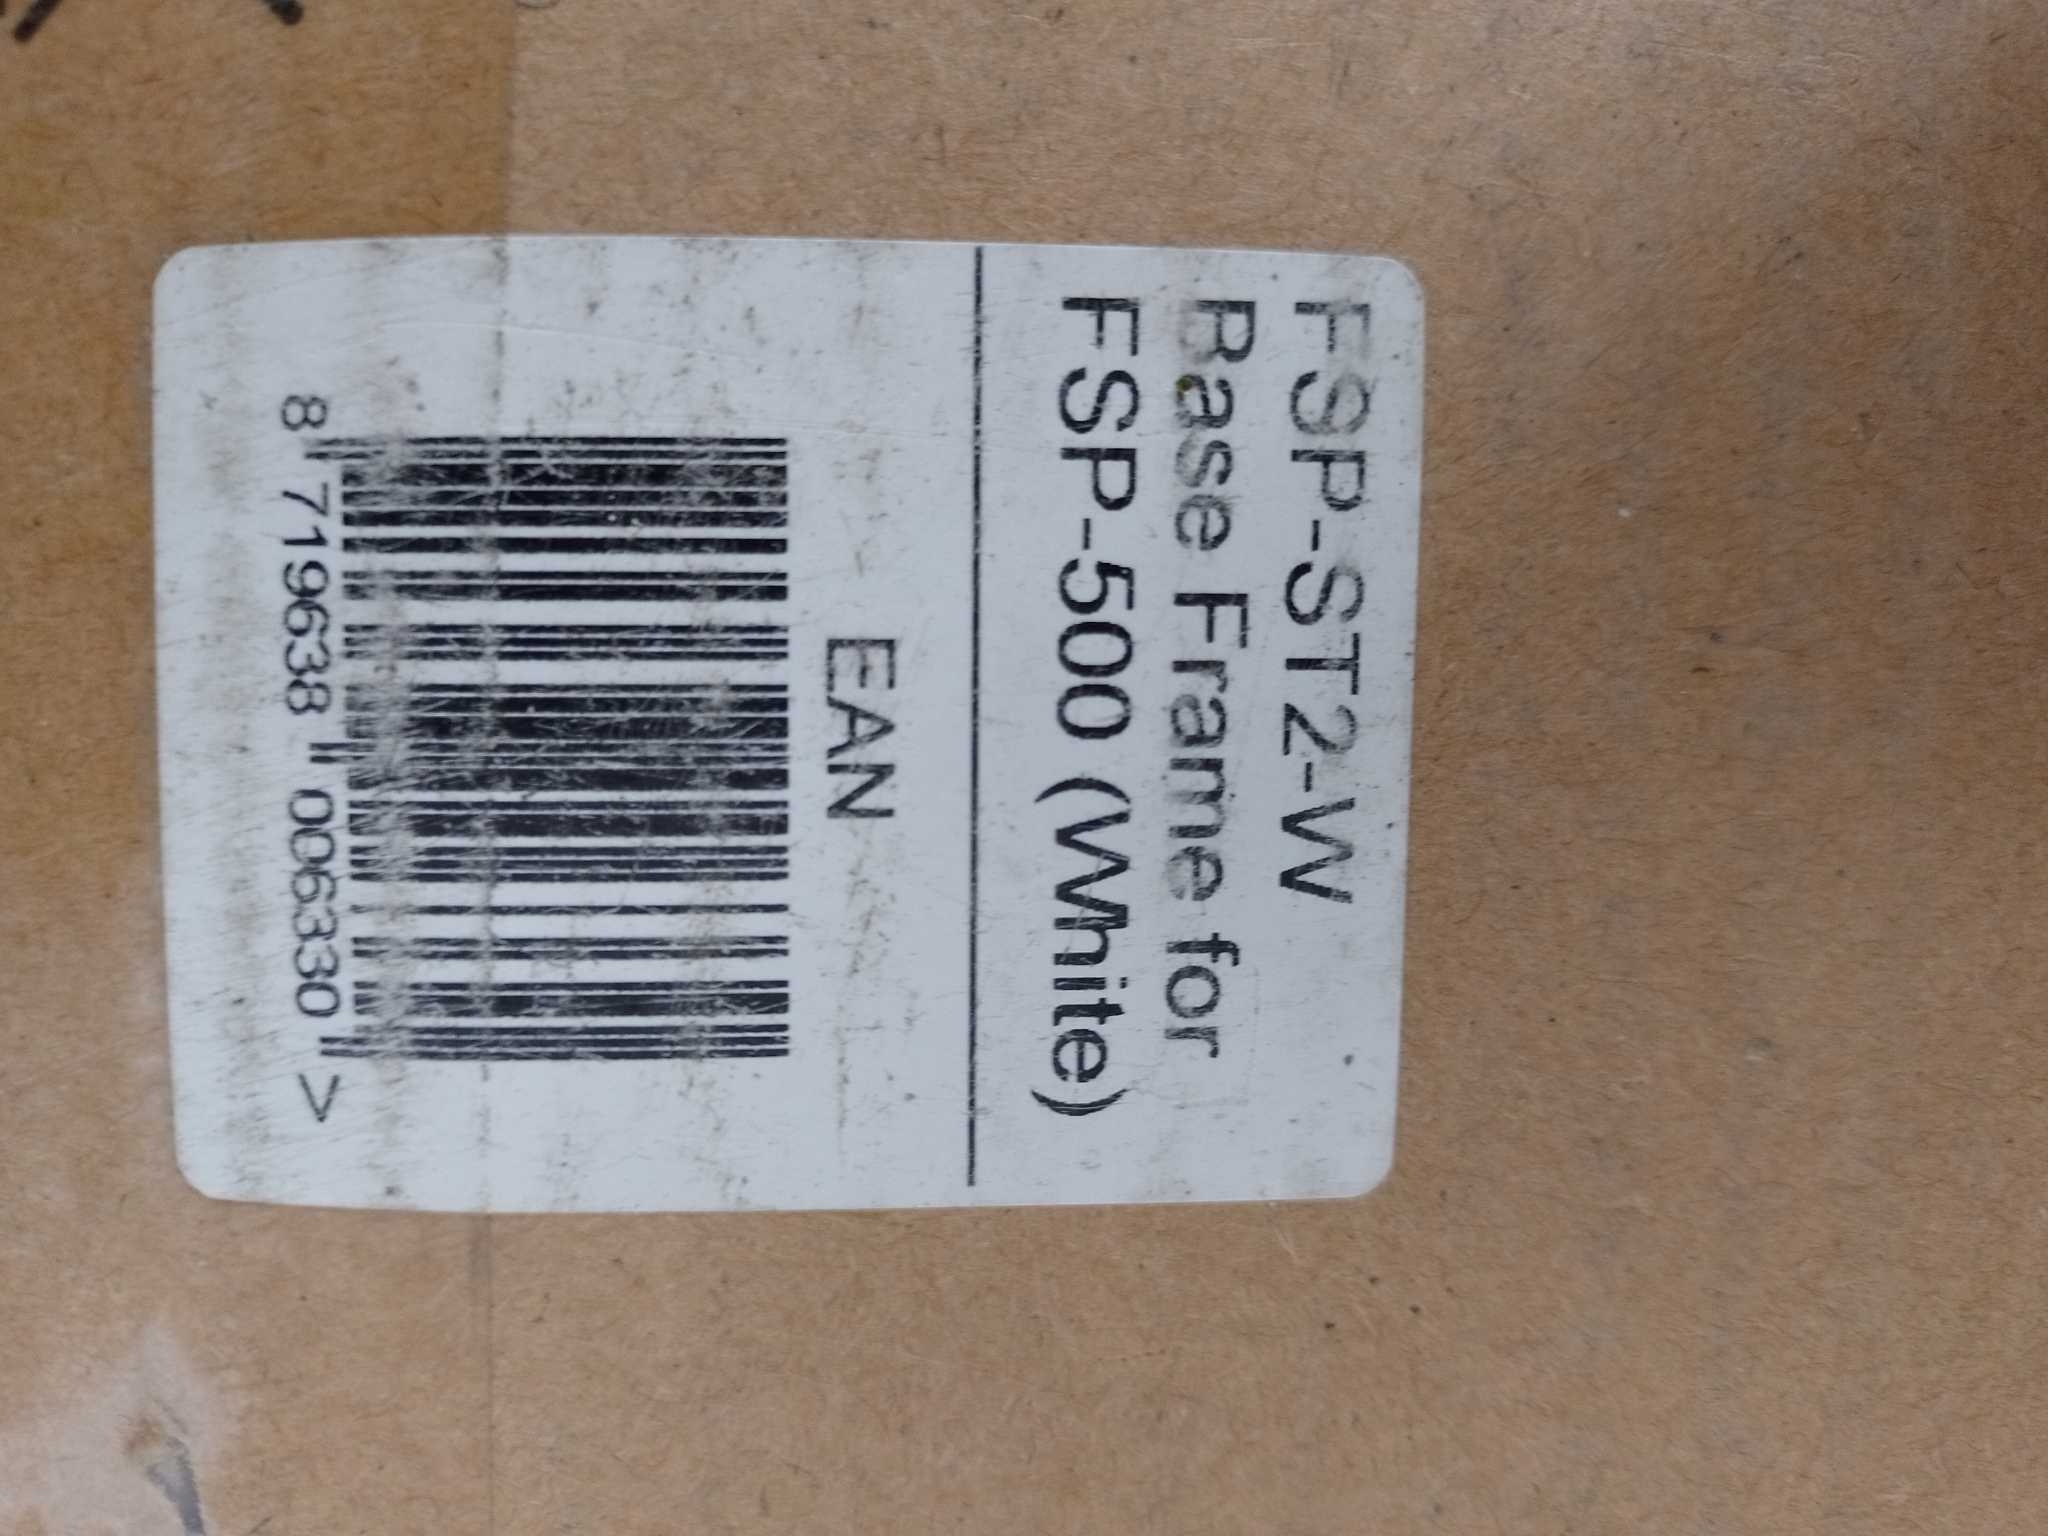 FSP-ST2-W
Base Frame for
FSP-500 (White)
EAN
8 719638 006330 >